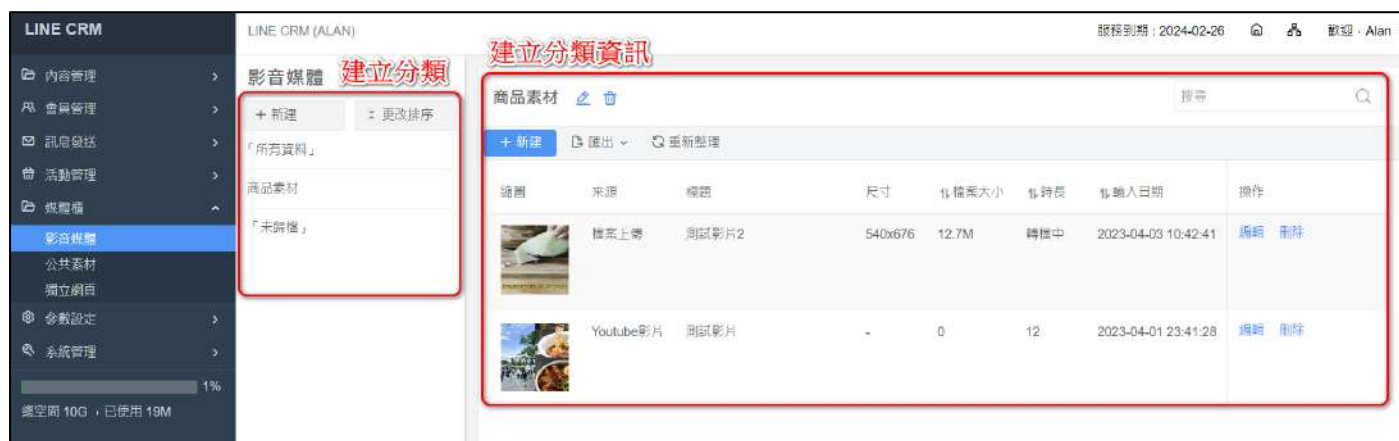 LINE CRM
LINE CRM (ALAN)
服務到期 : 2024-02-26
歡迎 · Alan
內容管理
會員管理
訊息發送
活動管理
媒體櫃
影音媒體
公共素材
獨立網頁
參數設定
系統管理
1%
總空間 10G , 已使用 19M
影音媒體
建立分類
+ 新建
更改排序
「所有資料」
商品素材
「未歸檔」
建立分類資訊
商品素材
搜尋
+ 新建
匯出
重新整理
縮圖 來源 標題 尺寸 檔案大小 時長 輸入日期 操作
檔案上傳 測試影片2 540x676 12.7M 轉檔中 2023-04-03 10:42:41 編輯 刪除
Youtube影片 測試影片 - 0 12 2023-04-01 23:41:28 編輯 刪除